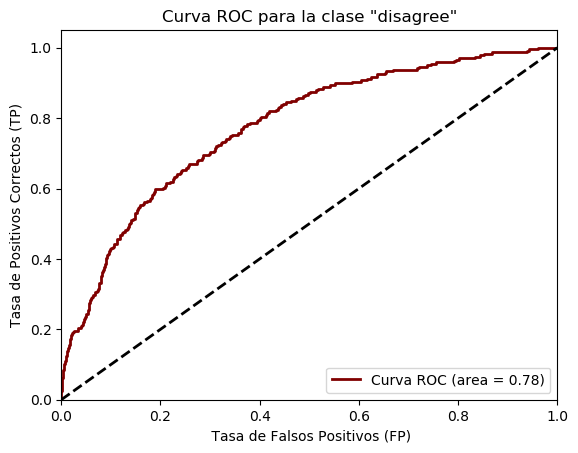 Curva ROC para la clase "disagree"
Tasa de Positivos Correctos (TP)
1.0
0.8
0.6
0.4
0.2
0.0
0.0 0.2 0.4 0.6 0.8 1.0
Curva ROC (area = 0.78)
Tasa de Falsos Positivos (FP)